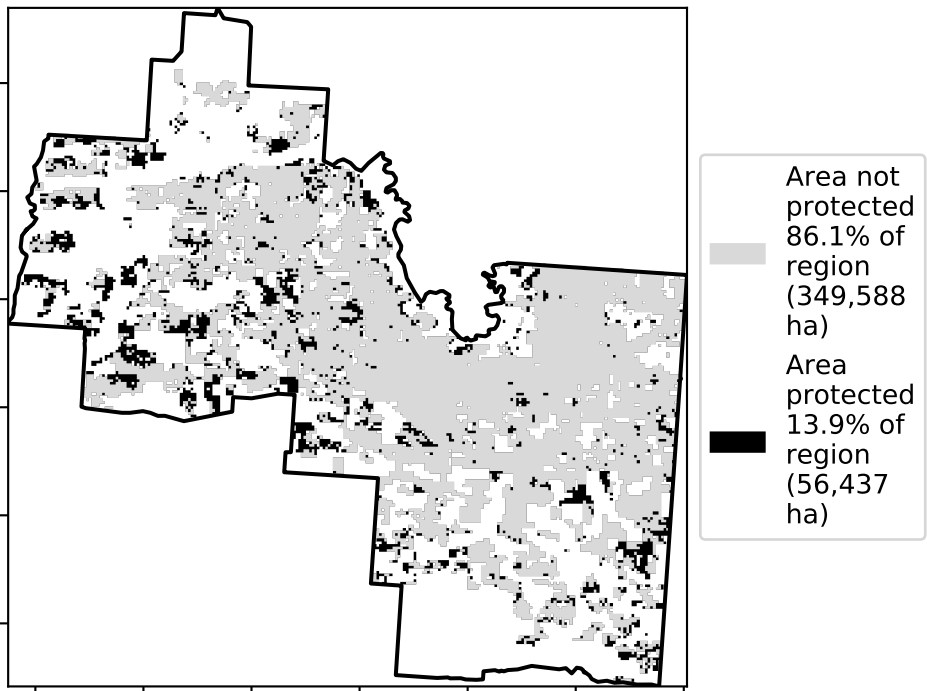 Area not
protected
86.1% of
region
(349,588
ha)
Area
protected
13.9% of
region
(56,437
ha)